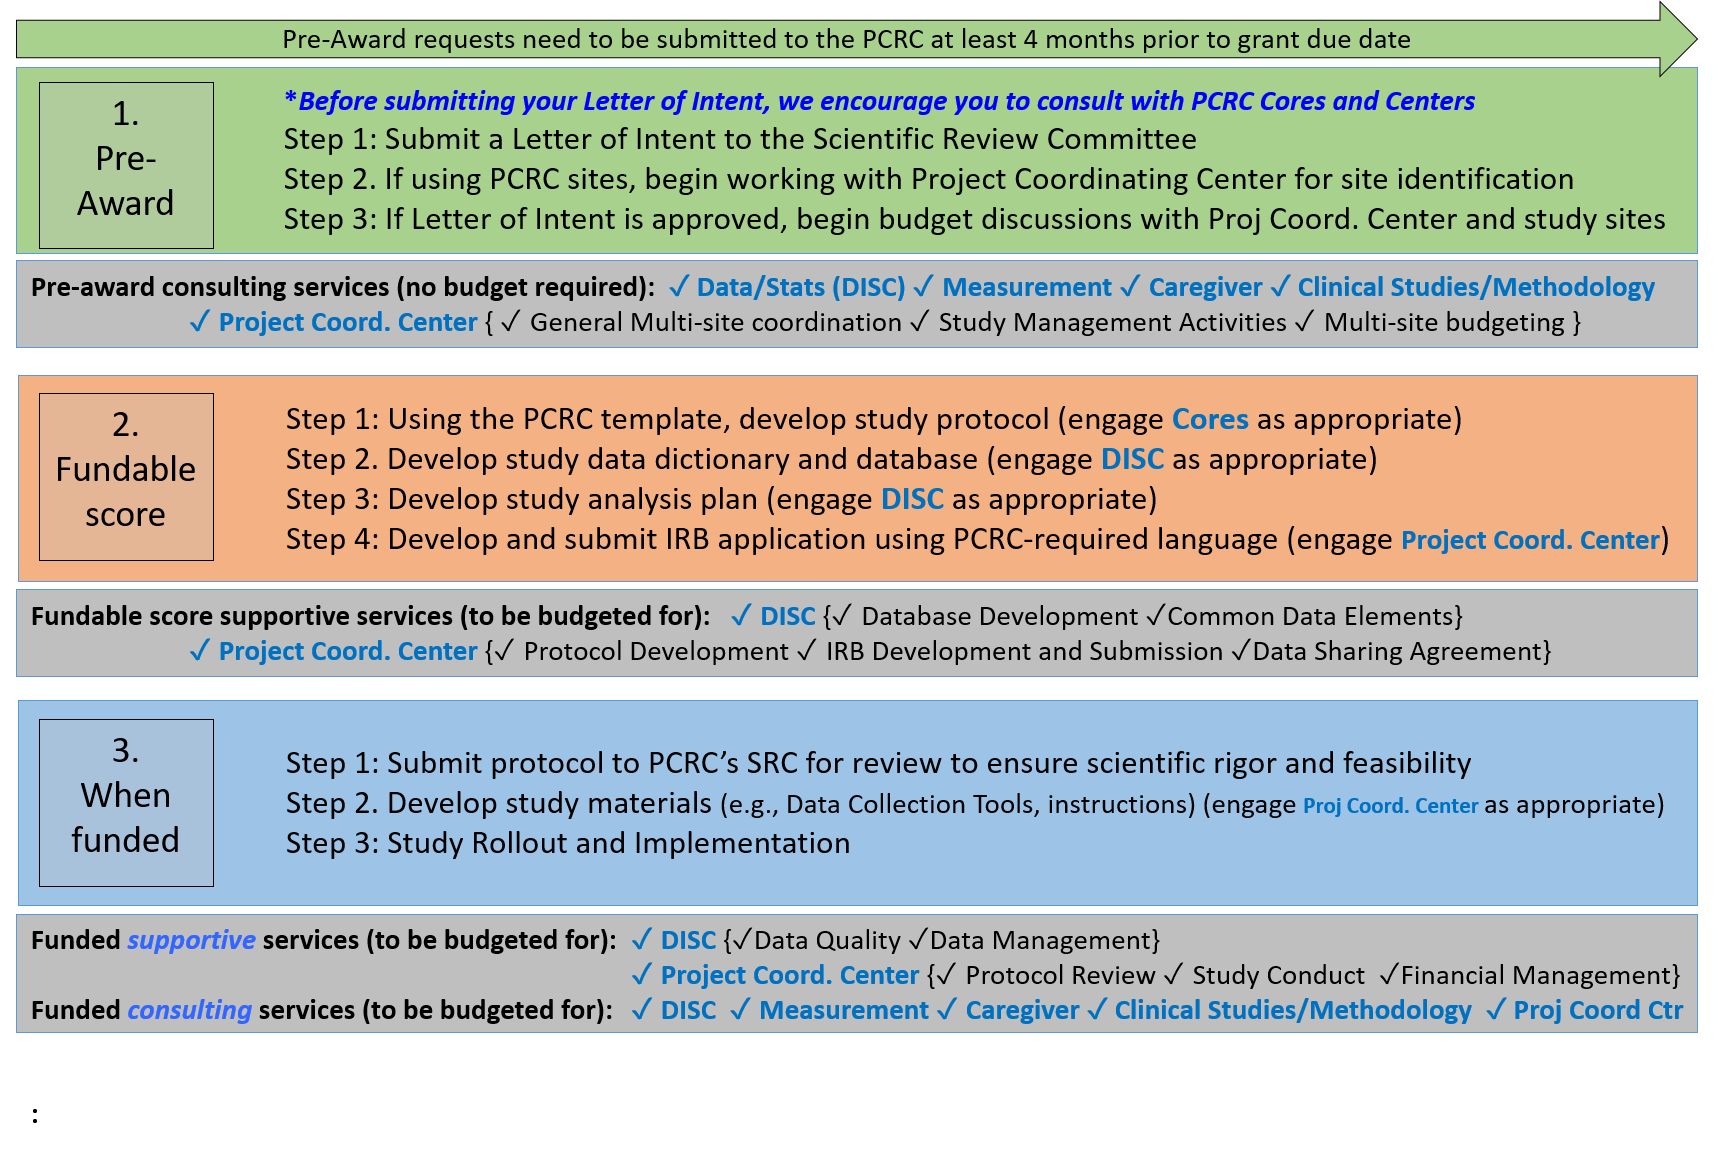 Pre-Award requests need to be submitted to the PCRC at least 4 months prior to grant due date
1.
Pre-
Award
*Before submitting your Letter of Intent, we encourage you to consult with PCRC Cores and Centers
Step 1: Submit a Letter of Intent to the Scientific Review Committee
Step 2. If using PCRC sites, begin working with Project Coordinating Center for site identification
Step 3: If Letter of Intent is approved, begin budget discussions with Proj Coord. Center and study sites
Pre-award consulting services (no budget required): ✓ Data/Stats (DISC) ✓ Measurement ✓ Caregiver ✓ Clinical Studies/Methodology
✓ Project Coord. Center { ✓ General Multi-site coordination ✓ Study Management Activities ✓ Multi-site budgeting }
2.
Fundable
score
Step 1: Using the PCRC template, develop study protocol (engage Cores as appropriate)
Step 2. Develop study data dictionary and database (engage DISC as appropriate)
Step 3: Develop study analysis plan (engage DISC as appropriate)
Step 4: Develop and submit IRB application using PCRC-required language (engage Project Coord. Center)
Fundable score supportive services (to be budgeted for): ✓ DISC {✓ Database Development ✓Common Data Elements}
✓ Project Coord. Center {✓ Protocol Development ✓ IRB Development and Submission ✓Data Sharing Agreement}
3.
When
funded
Step 1: Submit protocol to PCRC’s SRC for review to ensure scientific rigor and feasibility
Step 2. Develop study materials (e.g., Data Collection Tools, instructions) (engage Proj Coord. Center as appropriate)
Step 3: Study Rollout and Implementation
Funded supportive services (to be budgeted for): ✓ DISC {✓Data Quality ✓Data Management}
✓ Project Coord. Center {✓ Protocol Review ✓ Study Conduct ✓Financial Management}
Funded consulting services (to be budgeted for): ✓ DISC ✓ Measurement ✓ Caregiver ✓ Clinical Studies/Methodology ✓ Proj Coord Ctr
: